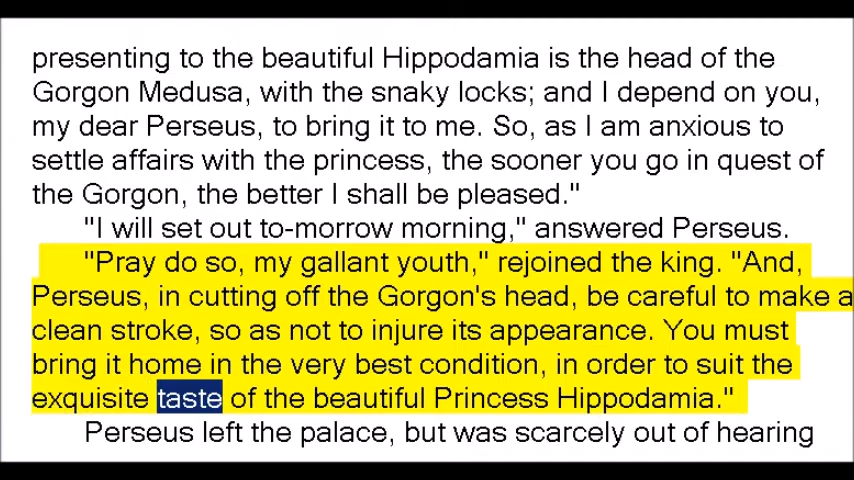 presenting to the beautiful Hippodamia is the head of the
Gorgon Medusa, with the snaky locks; and I depend on you,
my dear Perseus, to bring it to me. So, as I am anxious to
settle affairs with the princess, the sooner you go in quest of
the Gorgon, the better I shall be pleased."
"I will set out to-morrow morning," answered Perseus.
"Pray do so, my gallant youth," rejoined the king. "And,
Perseus, in cutting off the Gorgon's head, be careful to make a
clean stroke, so as not to injure its appearance. You must
bring it home in the very best condition, in order to suit the
exquisite taste of the beautiful Princess Hippodamia."
Perseus left the palace, but was scarcely out of hearing